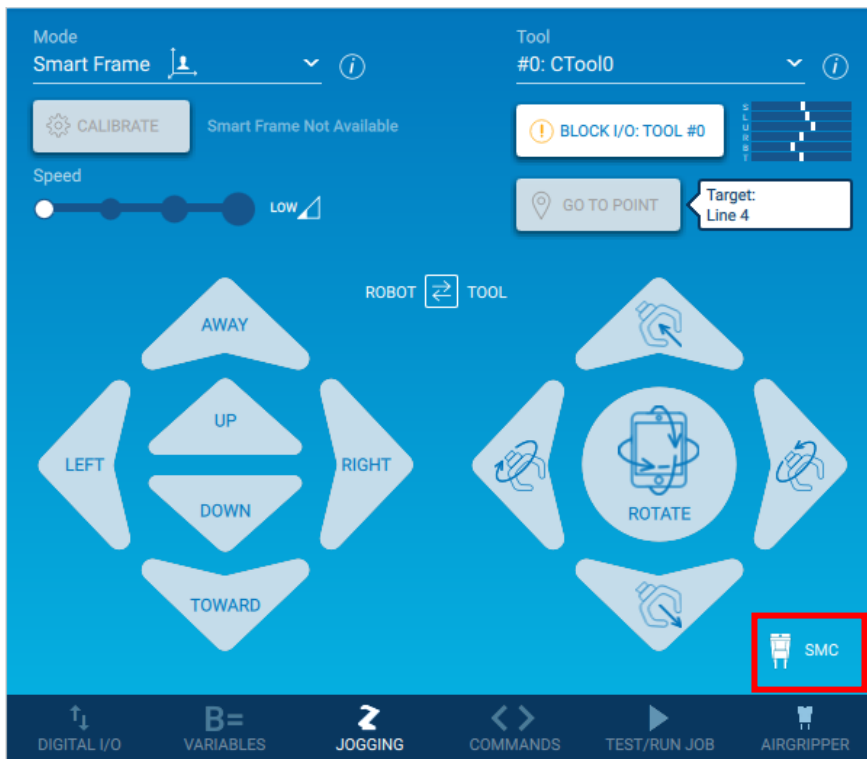 Mode
Tool
Smart Frame
#0: CTool0
CALIBRATE
Smart Frame Not Available
BLOCK I/O: TOOL #0
S
L
U
R
B
T
Speed
LOW
GO TO POINT
Target:
Line 4
ROBOT
TOOL
AWAY
UP
LEFT
RIGHT
DOWN
TOWARD
ROTATE
SMC
DIGITAL I/O
B=
VARIABLES
JOGGING
COMMANDS
TEST/RUN JOB
AIRGRIPPER